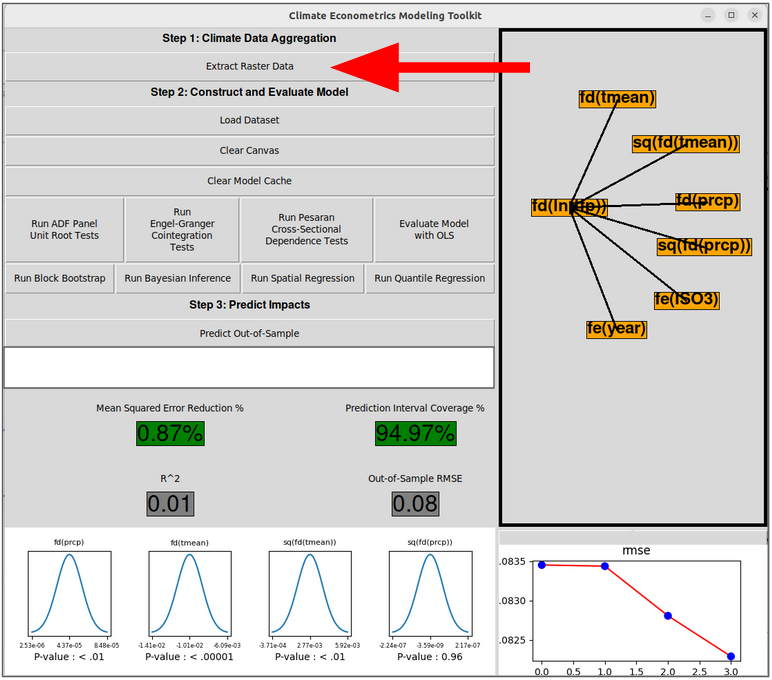 Climate Econometrics Modeling Toolkit
Step 1: Climate Data Aggregation
Extract Raster Data
Step 2: Construct and Evaluate Model
Load Dataset
Clear Canvas
Clear Model Cache
Run ADF Panel
Unit Root Tests
Run
Engel-Granger
Cointegration
Tests
Run Pesaran
Cross-Sectional
Dependence Tests
Evaluate Model
with OLS
Run Block Bootstrap
Run Bayesian Inference
Run Spatial Regression
Run Quantile Regression
Step 3: Predict Impacts
Predict Out-of-Sample
Mean Squared Error Reduction %
Prediction Interval Coverage %
0.87%
94.97%
R^2
Out-of-Sample RMSE
0.01
0.08
fd(prcp)
2.53e-06 4.37e-05 8.48e-05
P-value : < .01
fd(tmean)
-1.41e-02 -1.01e-02 -6.09e-03
P-value : < .00001
sq(fd(tmean))
-3.71e-04 2.77e-03 5.92e-03
P-value : < .01
sq(fd(prcp))
-2.24e-07 -3.59e-09 2.17e-07
P-value : 0.96
fd(tmean)
sq(fd(tmean))
fd(prcp)
sq(fd(prcp))
fe(ISO3)
fe(year)
rmse
.0835
.0830
.0825
0.0 0.5 1.0 1.5 2.0 2.5 3.0